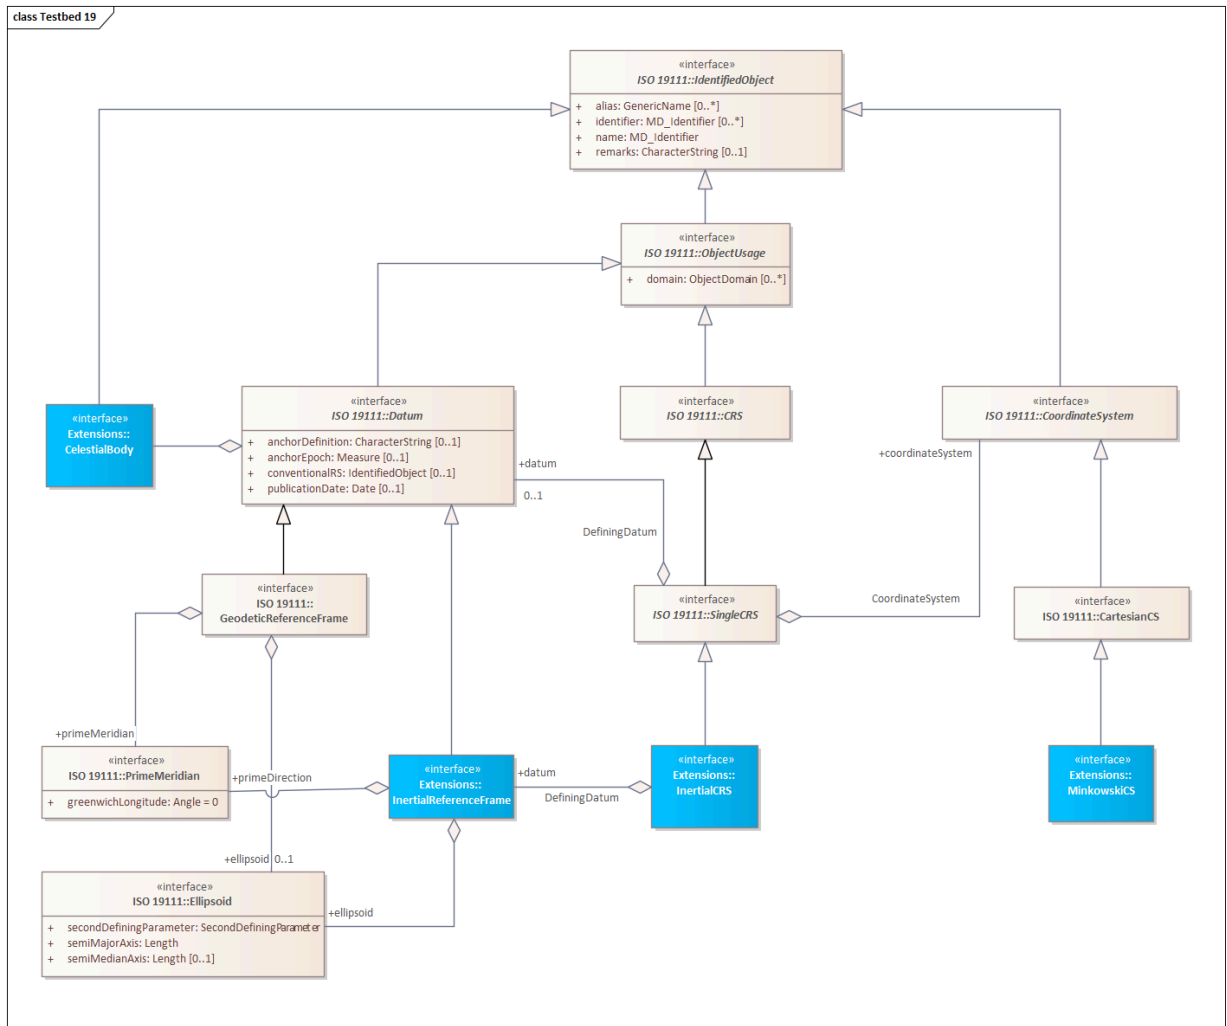 class Testbed 19
«interface»
ISO 19111::IdentifiedObject
+ alias: GenericName [0..*]
+ identifier: MD_Identifier [0..*]
+ name: MD_Identifier
+ remarks: CharacterString [0..1]
«interface»
ISO 19111::ObjectUsage
+ domain: ObjectDomain [0..*]
«interface»
Extensions::
CelestialBody
«interface»
ISO 19111::Datum
+ anchorDefinition: CharacterString [0..1]
+ anchorEpoch: Measure [0..1]
+ conventionalRS: IdentifiedObject [0..1]
+ publicationDate: Date [0..1]
«interface»
ISO 19111::CRS
«interface»
ISO 19111::CoordinateSystem
+datum
0..1
DefiningDatum
+coordinateSystem
CoordinateSystem
«interface»
ISO 19111::
GeodeticReferenceFrame
«interface»
ISO 19111::SingleCRS
«interface»
ISO 19111::CartesianCS
+primeMeridian
«interface»
ISO 19111::PrimeMeridian
+ greenwichLongitude: Angle = 0
+primeDirection
«interface»
Extensions::
InertialReferenceFrame
+datum
DefiningDatum
«interface»
Extensions::
InertialCRS
«interface»
Extensions::
MinkowskiCS
+ellipsoid 0..1
«interface»
ISO 19111::Ellipsoid
+ secondDefiningParameter: SecondDefiningParameter
+ semiMajorAxis: Length
+ semiMedianAxis: Length [0..1]
+ellipsoid